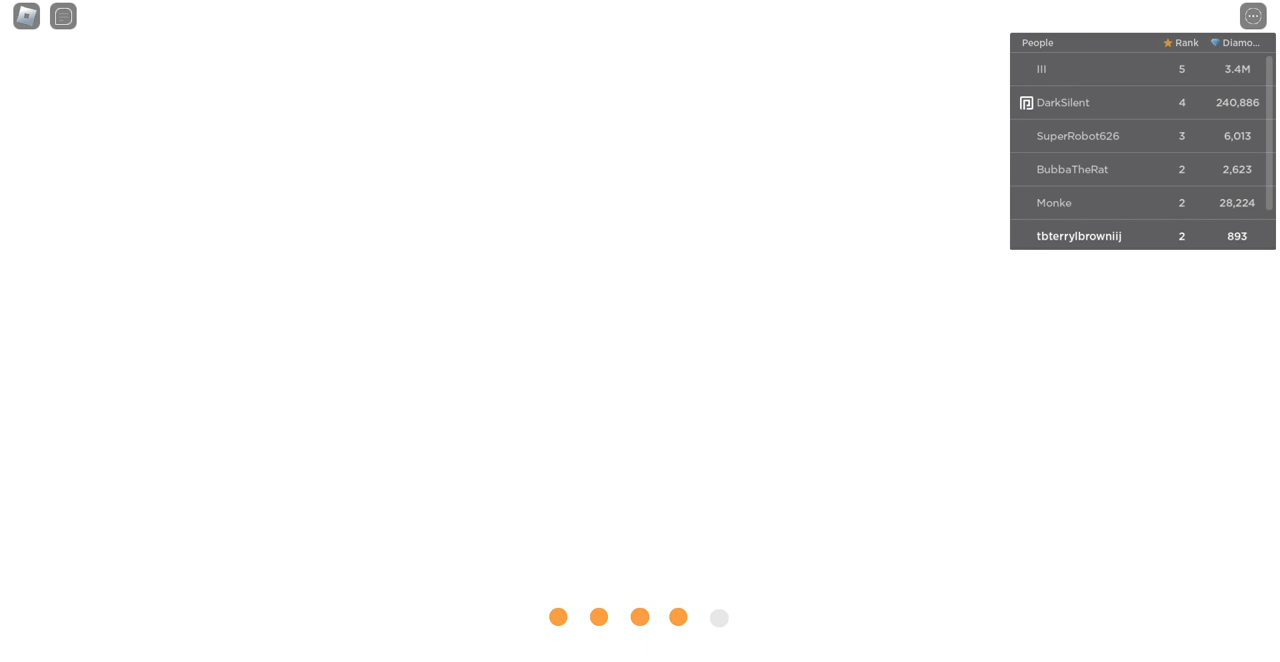 People ⭐ Rank 💎 Diamo...
III 5 3.4M
DarkSilent 4 240,886
SuperRobot626 3 6,013
BubbaTheRat 2 2,623
Monke 2 28,224
tbterrylbrowniij 2 893